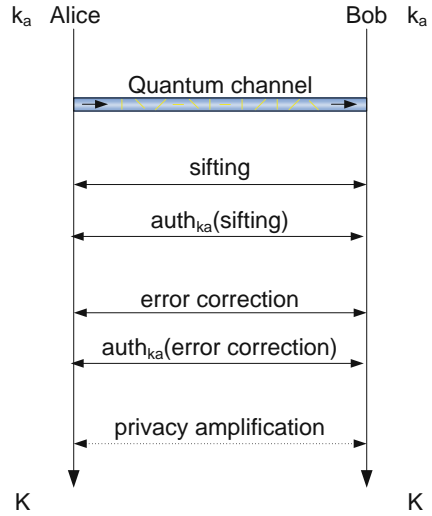 kₐ Alice Bob kₐ
Quantum channel
sifting
authₖₐ(sifting)
error correction
authₖₐ(error correction)
privacy amplification
K K